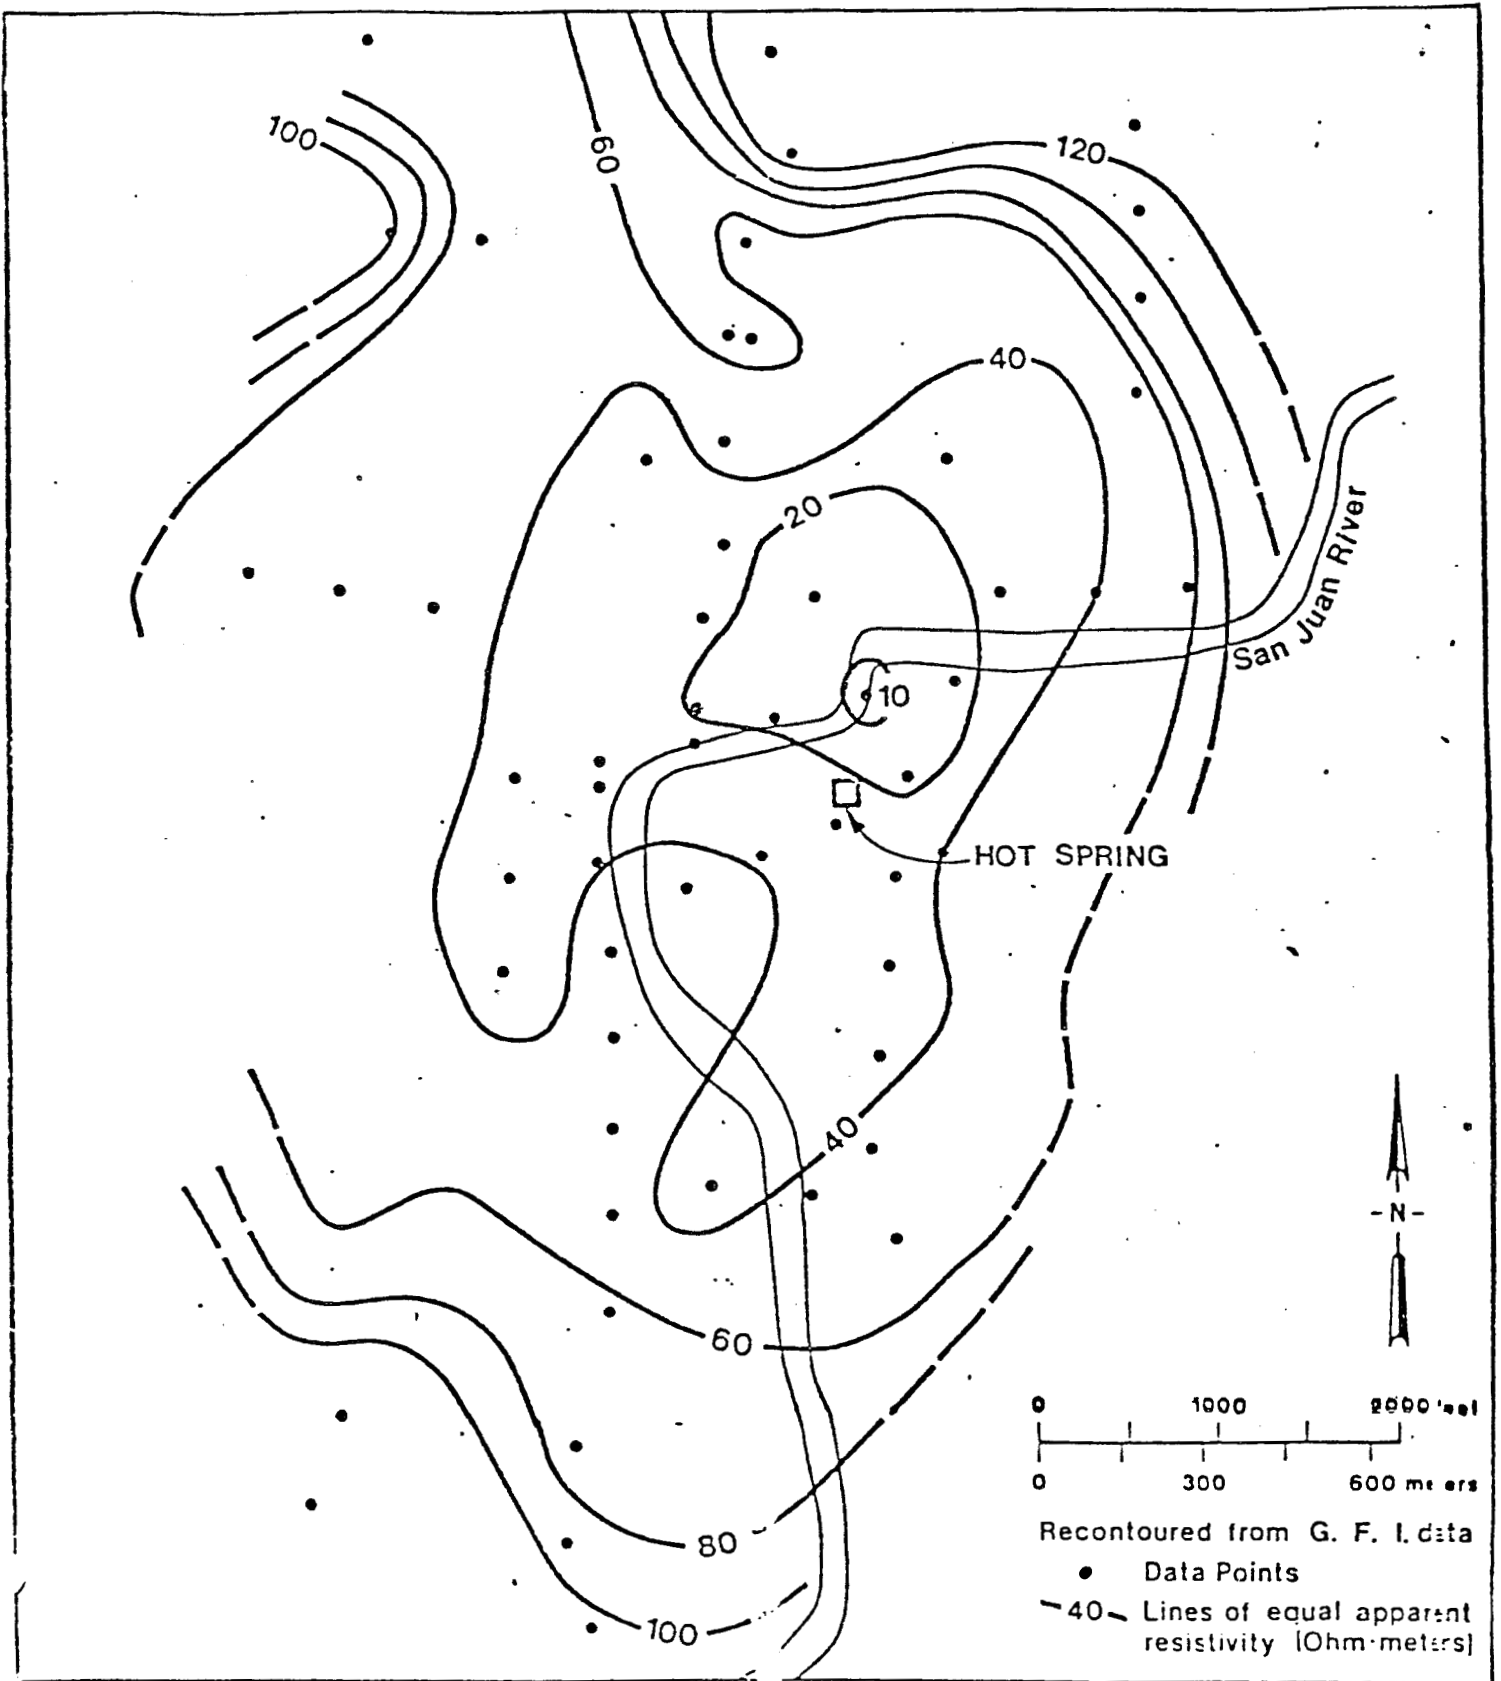 100
60
120
40
20
San Juan River
10
HOT SPRING
40
-N-
60
0 1000
0 300 600
80
Recontoured from G. F. I. data
Data Points
100
40 Lines of equal apparent
resistivity [Ohm·meters]